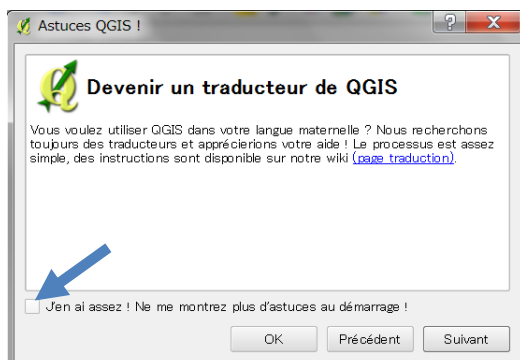 Astuces QGIS !
Devenir un traducteur de QGIS
Vous voulez utiliser QGIS dans votre langue maternelle ? Nous recherchons
toujours des traducteurs et apprécierions votre aide ! Le processus est assez
simple, des instructions sont disponible sur notre wiki (page traduction).
J'en ai assez ! Ne me montrez plus d'astuces au démarrage !
OK Précédent Suivant